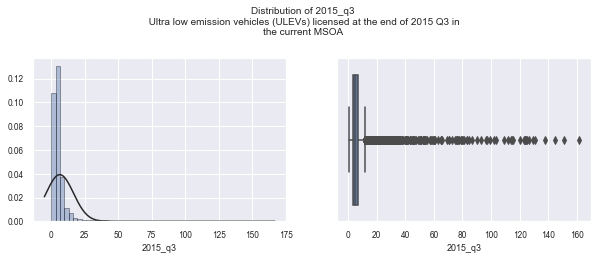 Distribution of 2015_q3
Ultra low emission vehicles (ULEVs) licensed at the end of 2015 Q3 in
the current MSOA
0.12
0.10
0.08
0.06
0.04
0.02
0.00
0 25 50 75 100 125 150 175
2015_q3
0 20 40 60 80 100 120 140 160
2015_q3